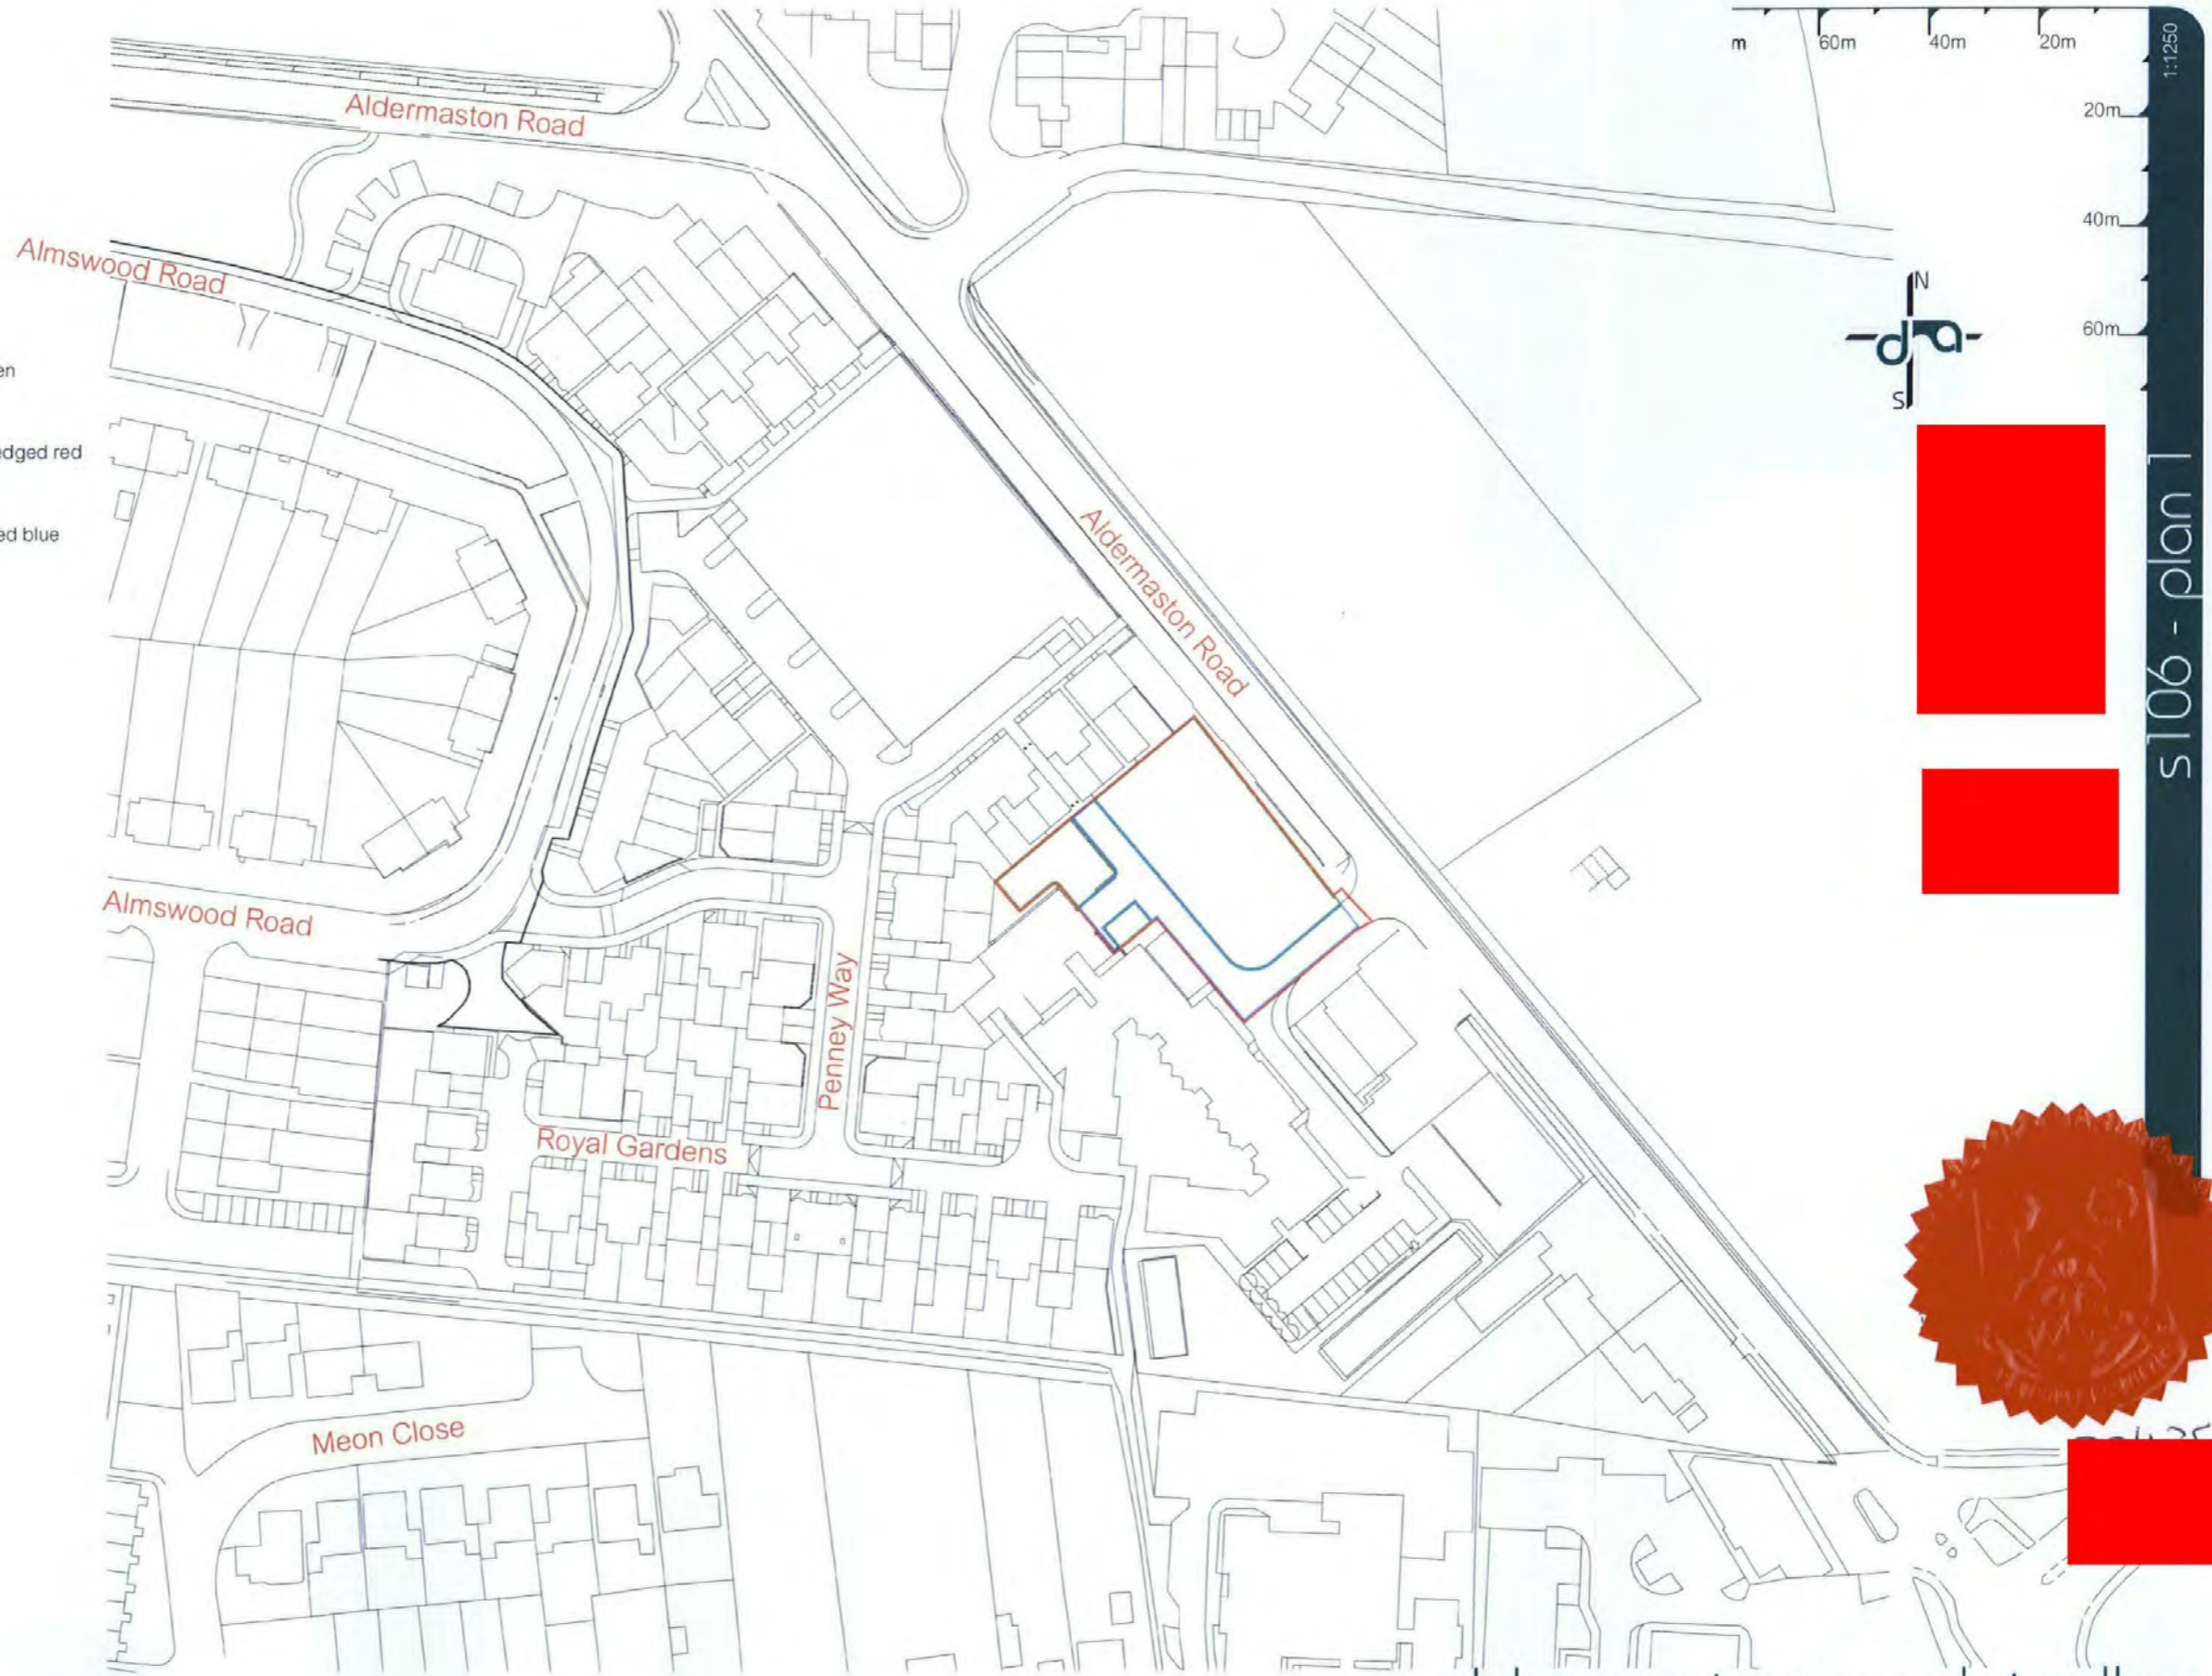 m 60m 40m 20m
1:1250
20m
40m
60m
N
dra
S
s106 - plan 1
Aldermaston Road
Almswood Road
en
edged red
ed blue
Aldermaston Road
Almswood Road
Penney Way
Royal Gardens
Meon Close